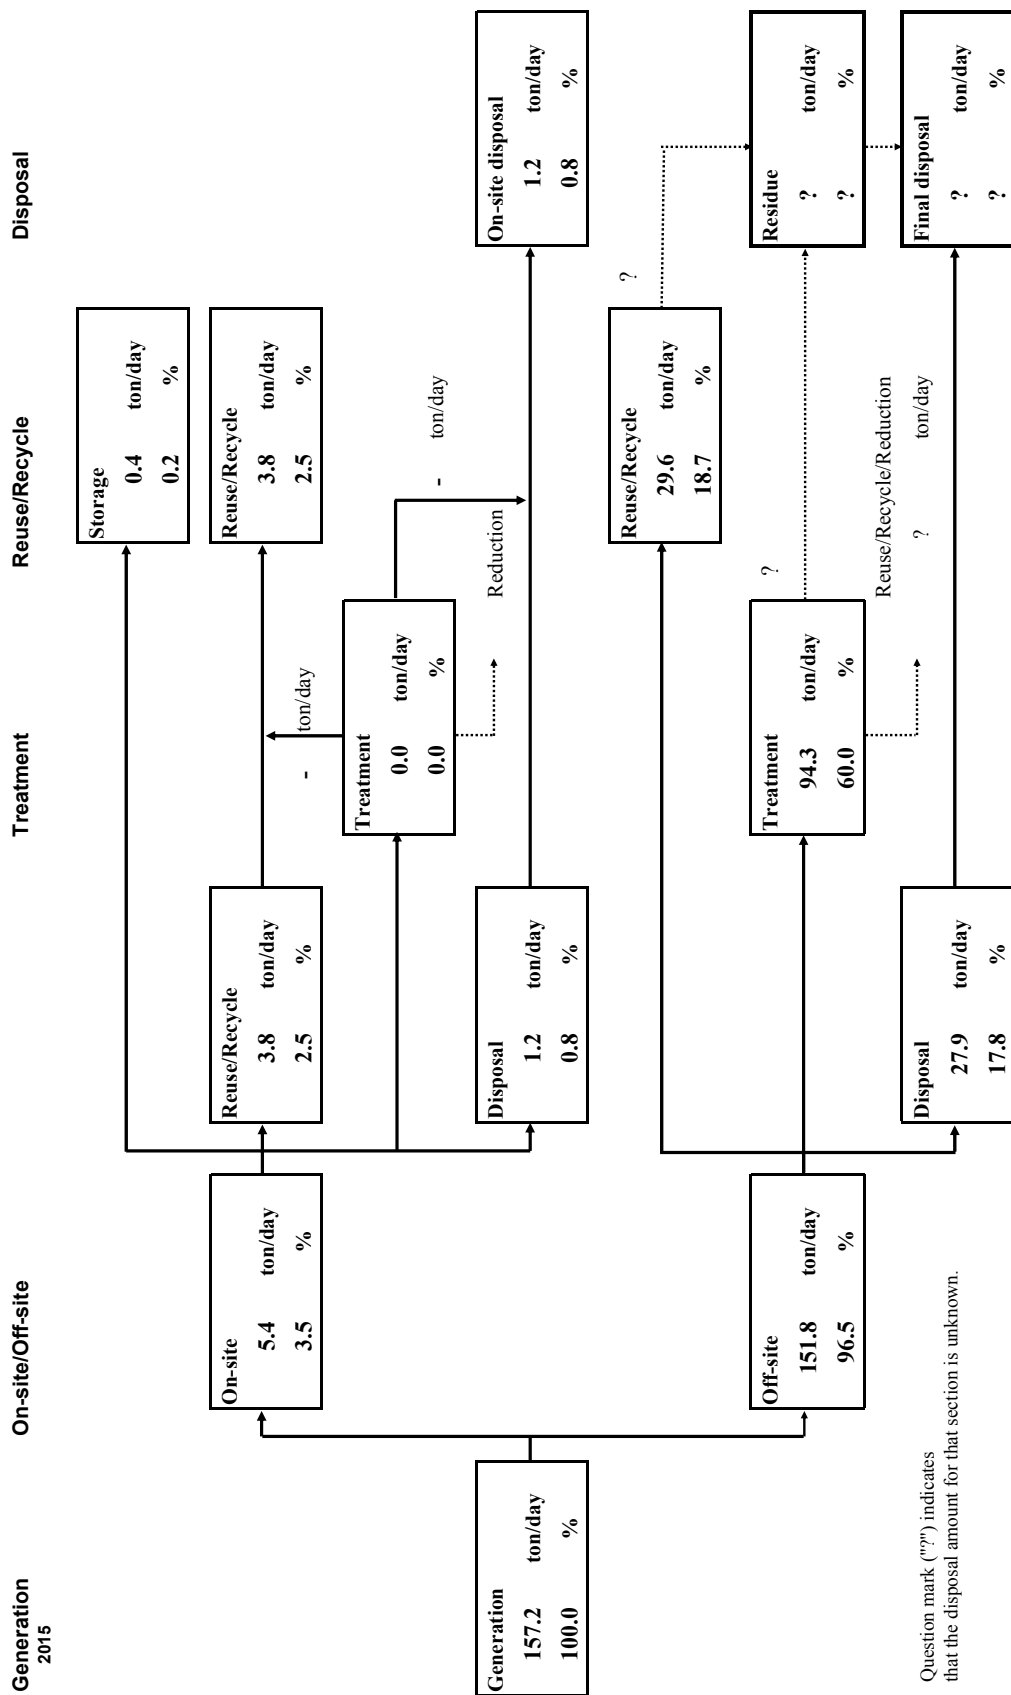 Generation
2015
On-site/Off-site
Treatment
Reuse/Recycle
Disposal
Storage
0.4 ton/day
0.2 %
On-site
5.4 ton/day
3.5 %
Reuse/Recycle
3.8 ton/day
2.5 %
Reuse/Recycle
3.8 ton/day
2.5 %
- ton/day
Treatment
0.0 ton/day
0.0 %
- ton/day
Reduction
Generation
157.2 ton/day
100.0 %
Disposal
1.2 ton/day
0.8 %
On-site disposal
1.2 ton/day
0.8 %
Reuse/Recycle
29.6 ton/day
18.7 %
?
Off-site
151.8 ton/day
96.5 %
Treatment
94.3 ton/day
60.0 %
?
Residue
? ton/day
? %
Reuse/Recycle/Reduction
? ton/day
Disposal
27.9 ton/day
17.8 %
Final disposal
? ton/day
? %
Question mark ("?") indicates
that the disposal amount for that section is unknown.